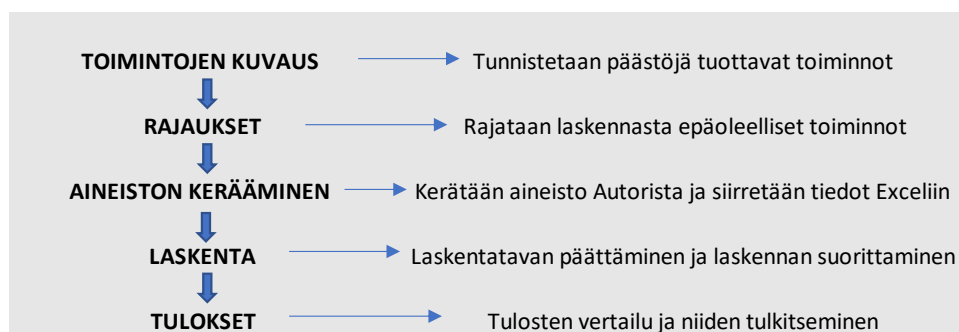 TOIMINTOJEN KUVAUS Tunnistetaan päästöjä tuottavat toiminnot
RAJAUKSET Rajataan laskennasta epäoleelliset toiminnot
AINEISTON KERÄÄMINEN Kerätään aineisto Autorista ja siirretään tiedot Exceliin
LASKENTA Laskentatavan päättäminen ja laskennan suorittaminen
TULOKSET Tulosten vertailu ja niiden tulkitseminen